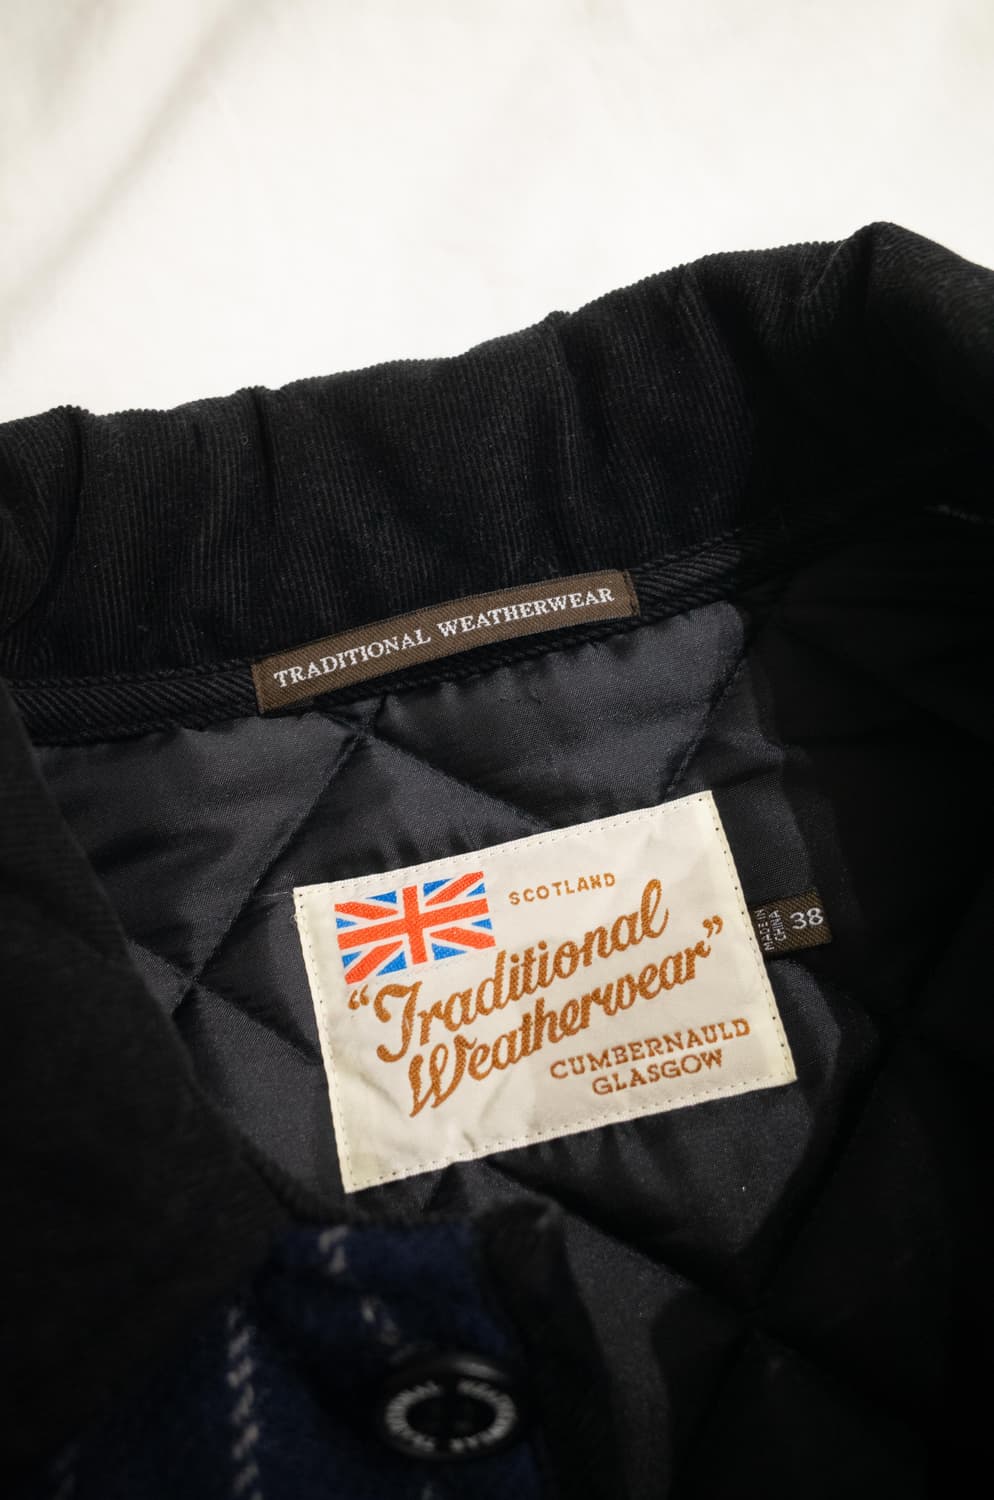 TRADITIONAL WEATHERWEAR
SCOTLAND
"Traditional
Weatherwear"
CUMBERNAULD
GLASGOW
MADE IN
CHINA
38